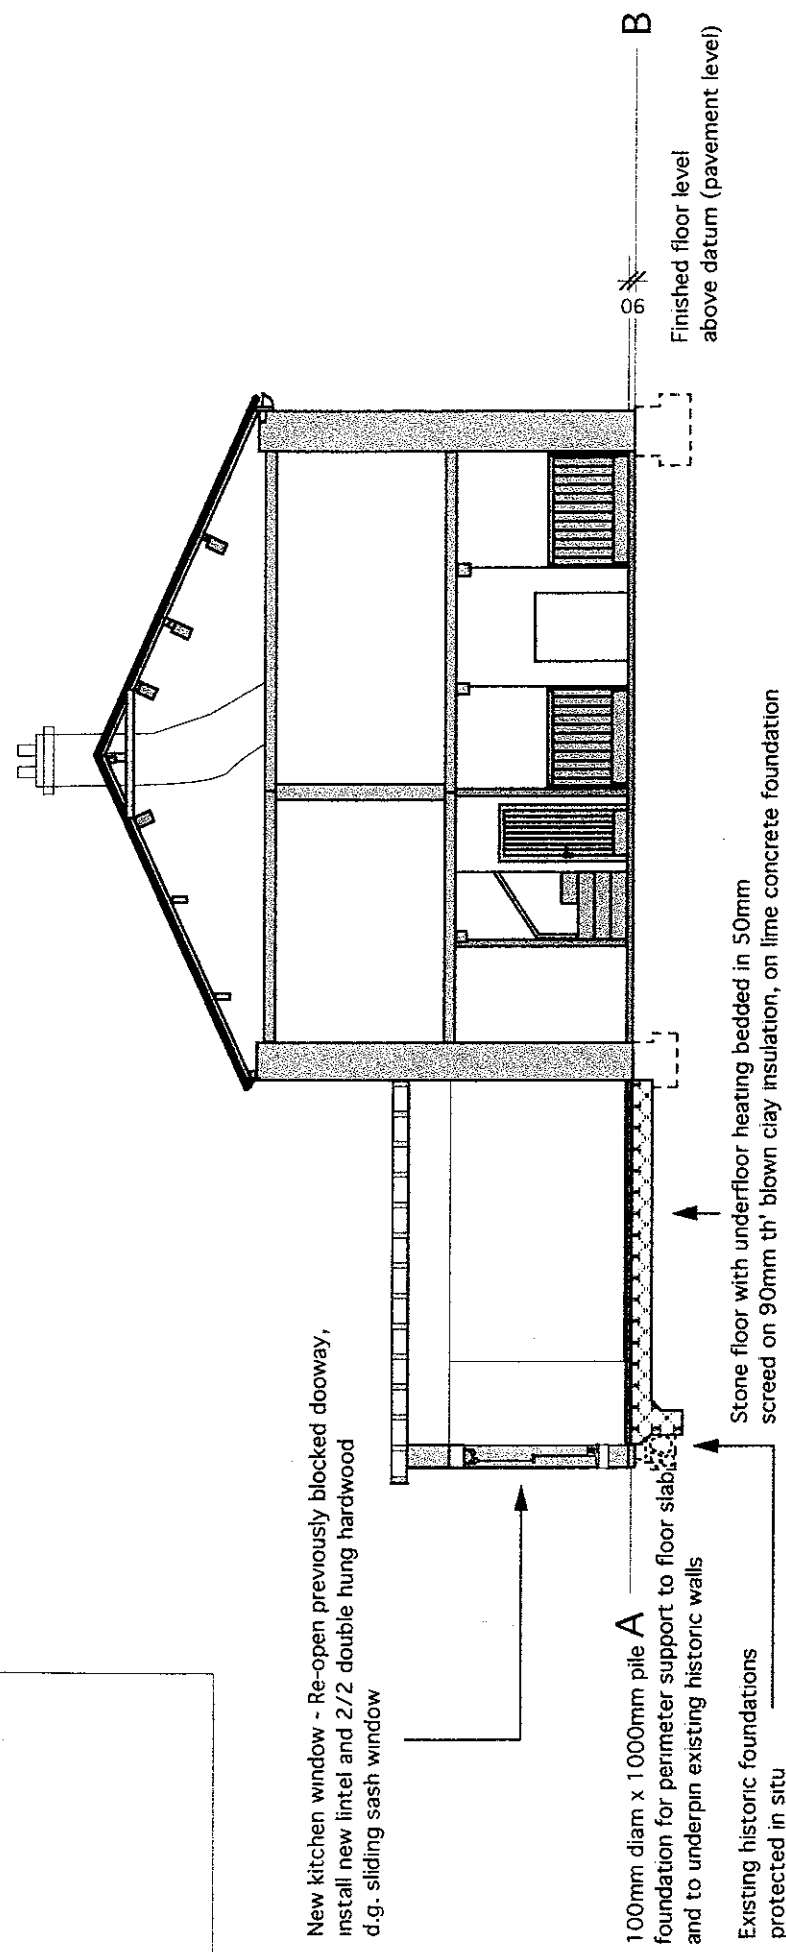 New kitchen window - Re-open previously blocked dooway,
install new lintel and 2/2 double hung hardwood
d.g. sliding sash window
100mm diam x 1000mm pile
foundation for perimeter support to floor slab
and to underpin existing historic walls
A
Existing historic foundations
protected in situ
Stone floor with underfloor heating bedded in 50mm
screed on 90mm th' blown clay insulation, on lime concrete foundation
90
B
Finished floor level
above datum (pavement level)